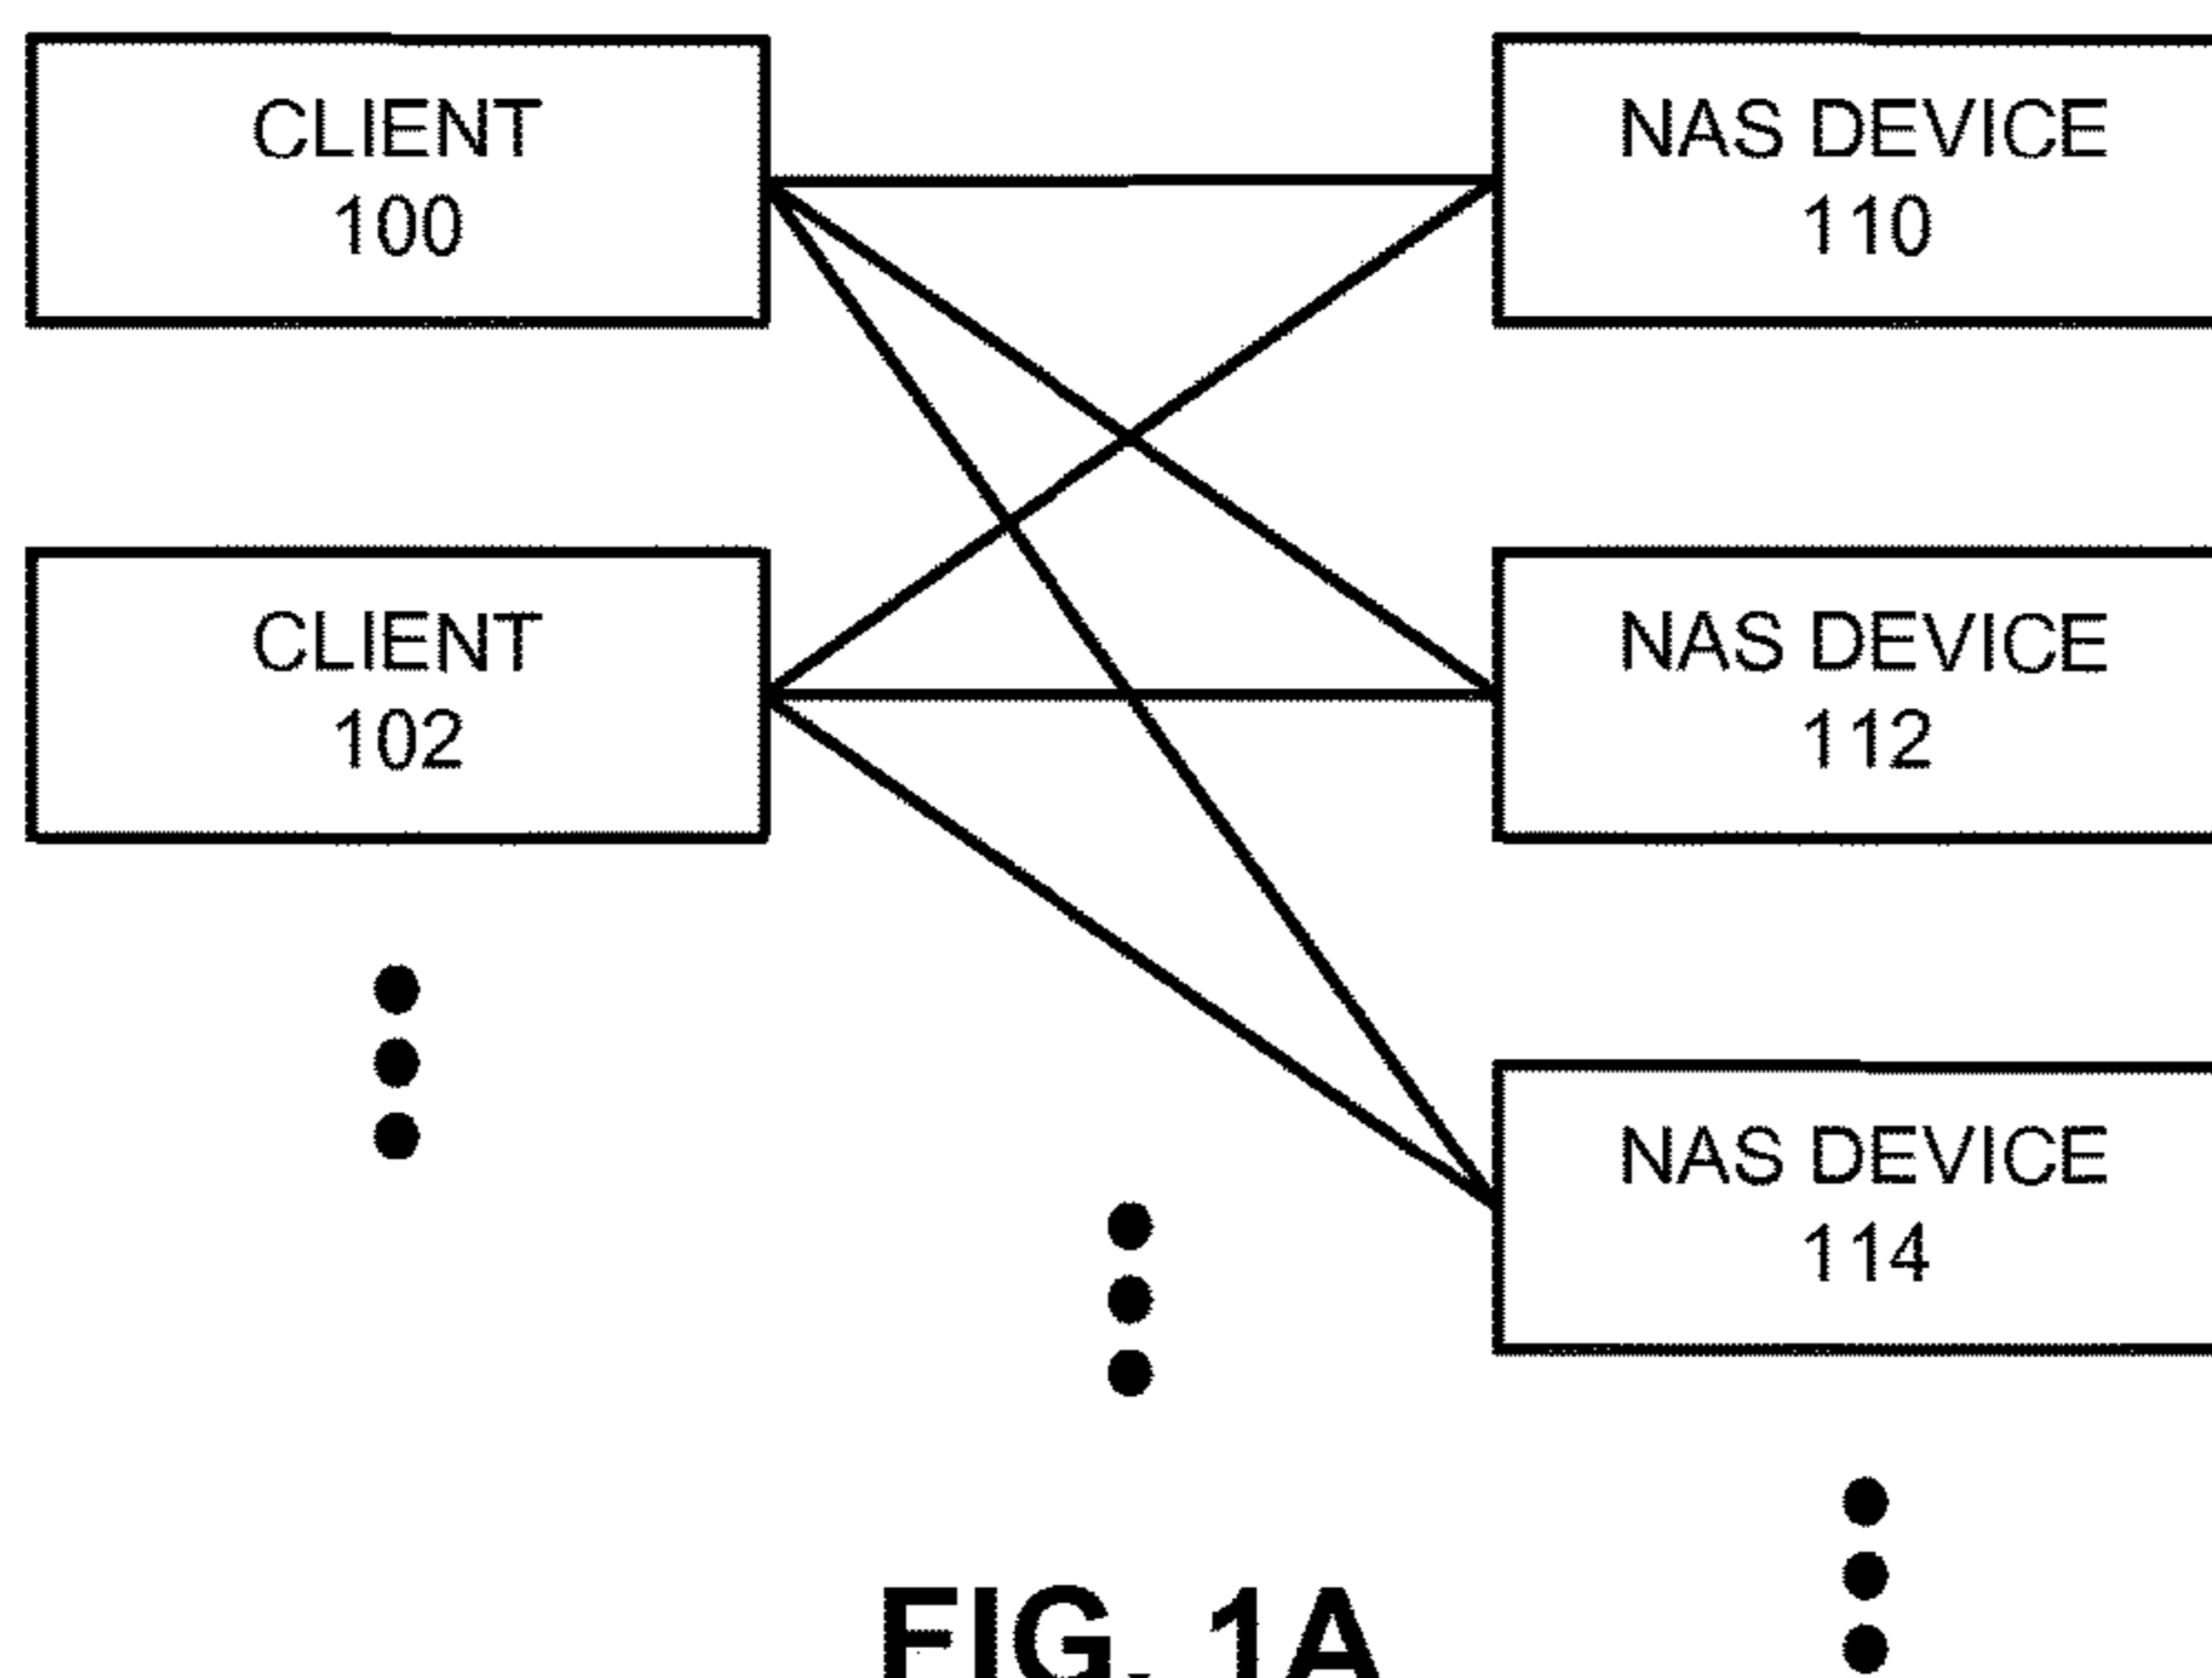 CLIENT
100
NAS DEVICE
110
CLIENT
102
NAS DEVICE
112
NAS DEVICE
114
FIG. 1A